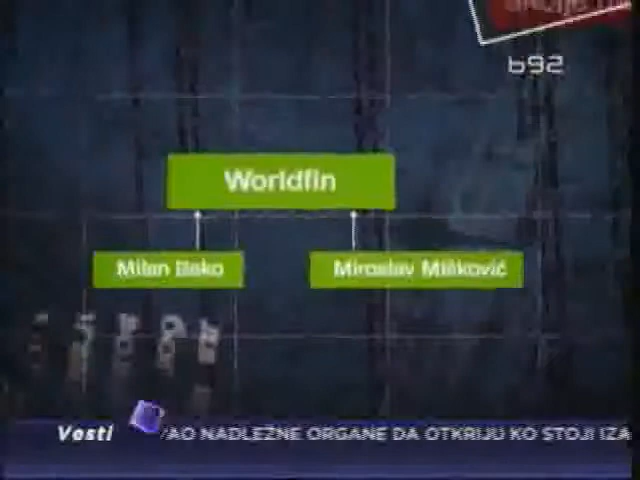 b92
Worldfin
Milan Beko
Miroslav Mišković
Vesti
AO NADLEŽNE ORGANE DA OTKRIJU KO STOJI IZA